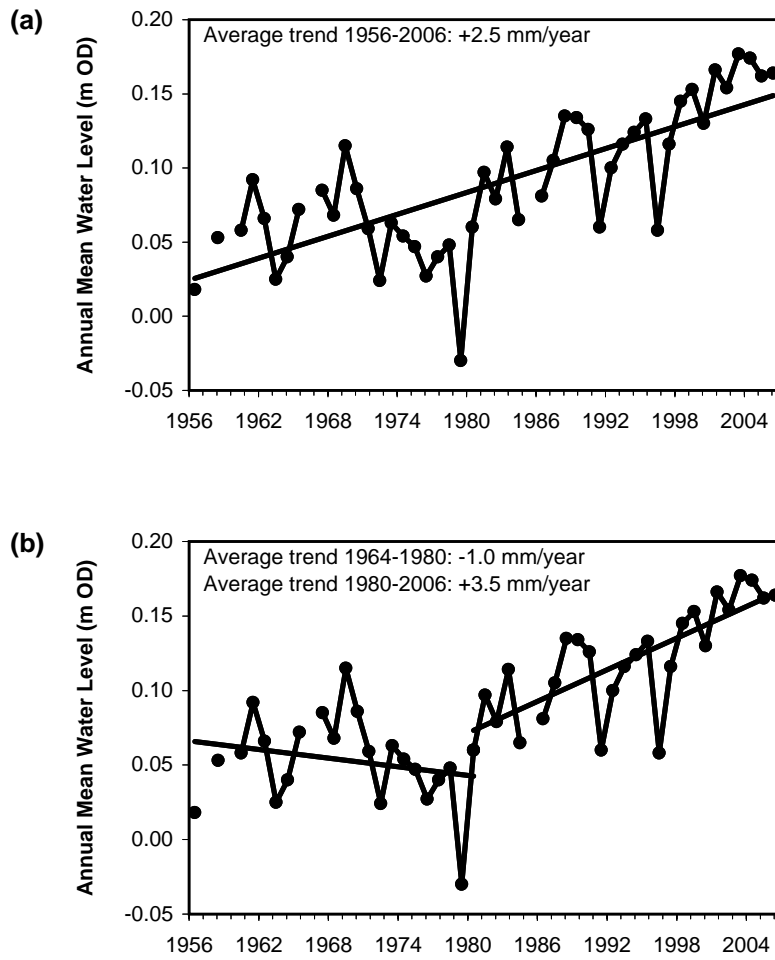 (a)
Average trend 1956-2006: +2.5 mm/year
Annual Mean Water Level (m OD)
0.20
0.15
0.10
0.05
0.00
-0.05
1956 1962 1968 1974 1980 1986 1992 1998 2004
(b)
Average trend 1964-1980: -1.0 mm/year
Average trend 1980-2006: +3.5 mm/year
Annual Mean Water Level (m OD)
0.20
0.15
0.10
0.05
0.00
-0.05
1956 1962 1968 1974 1980 1986 1992 1998 2004